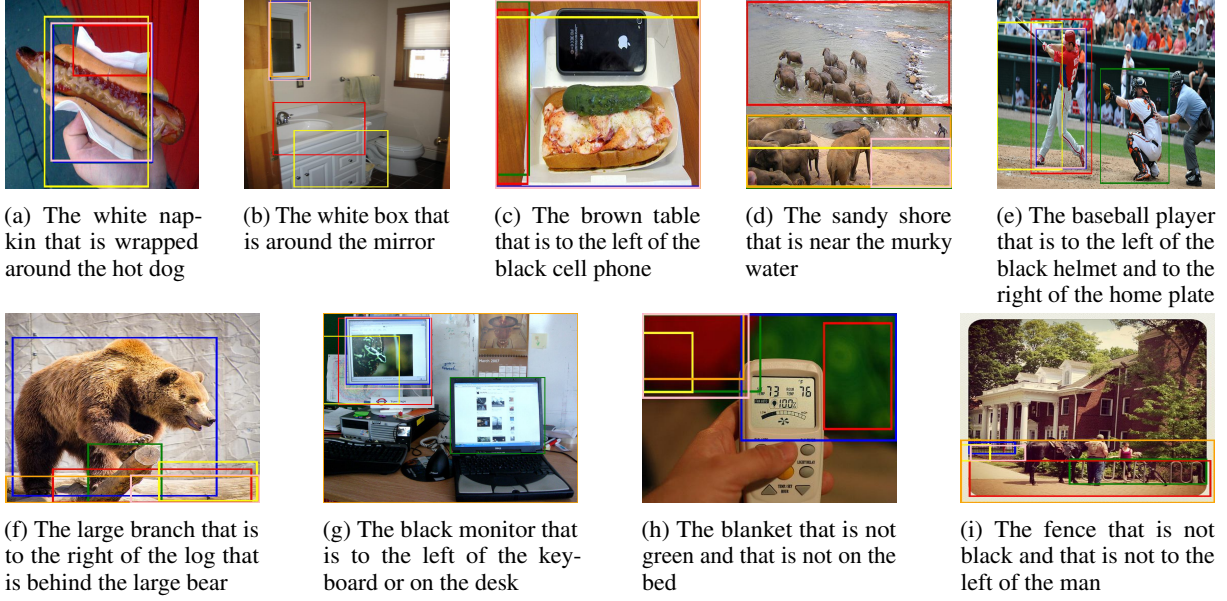 (a) The white nap-
kin that is wrapped
around the hot dog
(b) The white box that
is around the mirror
(c) The brown table
that is to the left of the
black cell phone
(d) The sandy shore
that is near the murky
water
(e) The baseball player
that is to the left of the
black helmet and to the
right of the home plate
(f) The large branch that is
to the right of the log that
is behind the large bear
(g) The black monitor that
is to the left of the key-
board or on the desk
March 2007
73
76
100%
(h) The blanket that is not
green and that is not on the
bed
(i) The fence that is not
black and that is not to the
left of the man